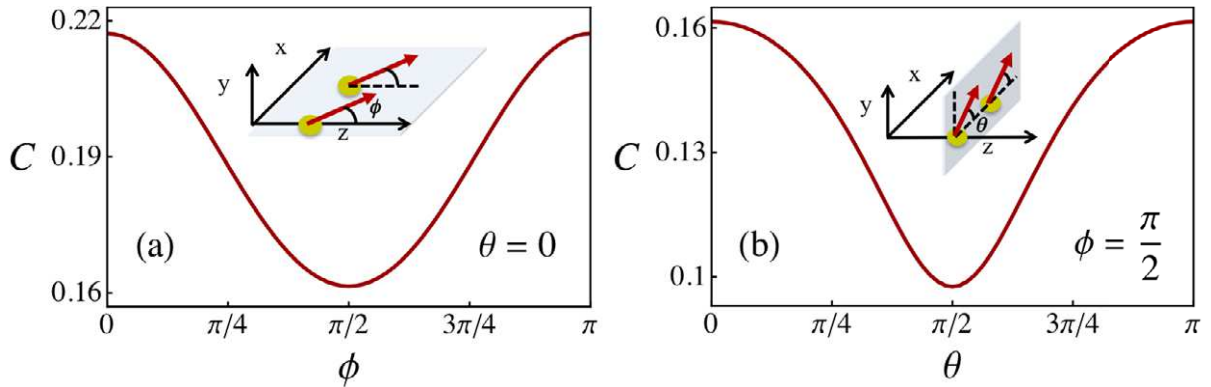 0.22
0.19
0.16
C
x
y
z
ϕ
(a)
θ = 0
0
π/4
π/2
3π/4
π
ϕ
0.16
0.13
0.1
C
x
y
z
θ
(b)
ϕ = π/2
0
π/4
π/2
3π/4
π
θ